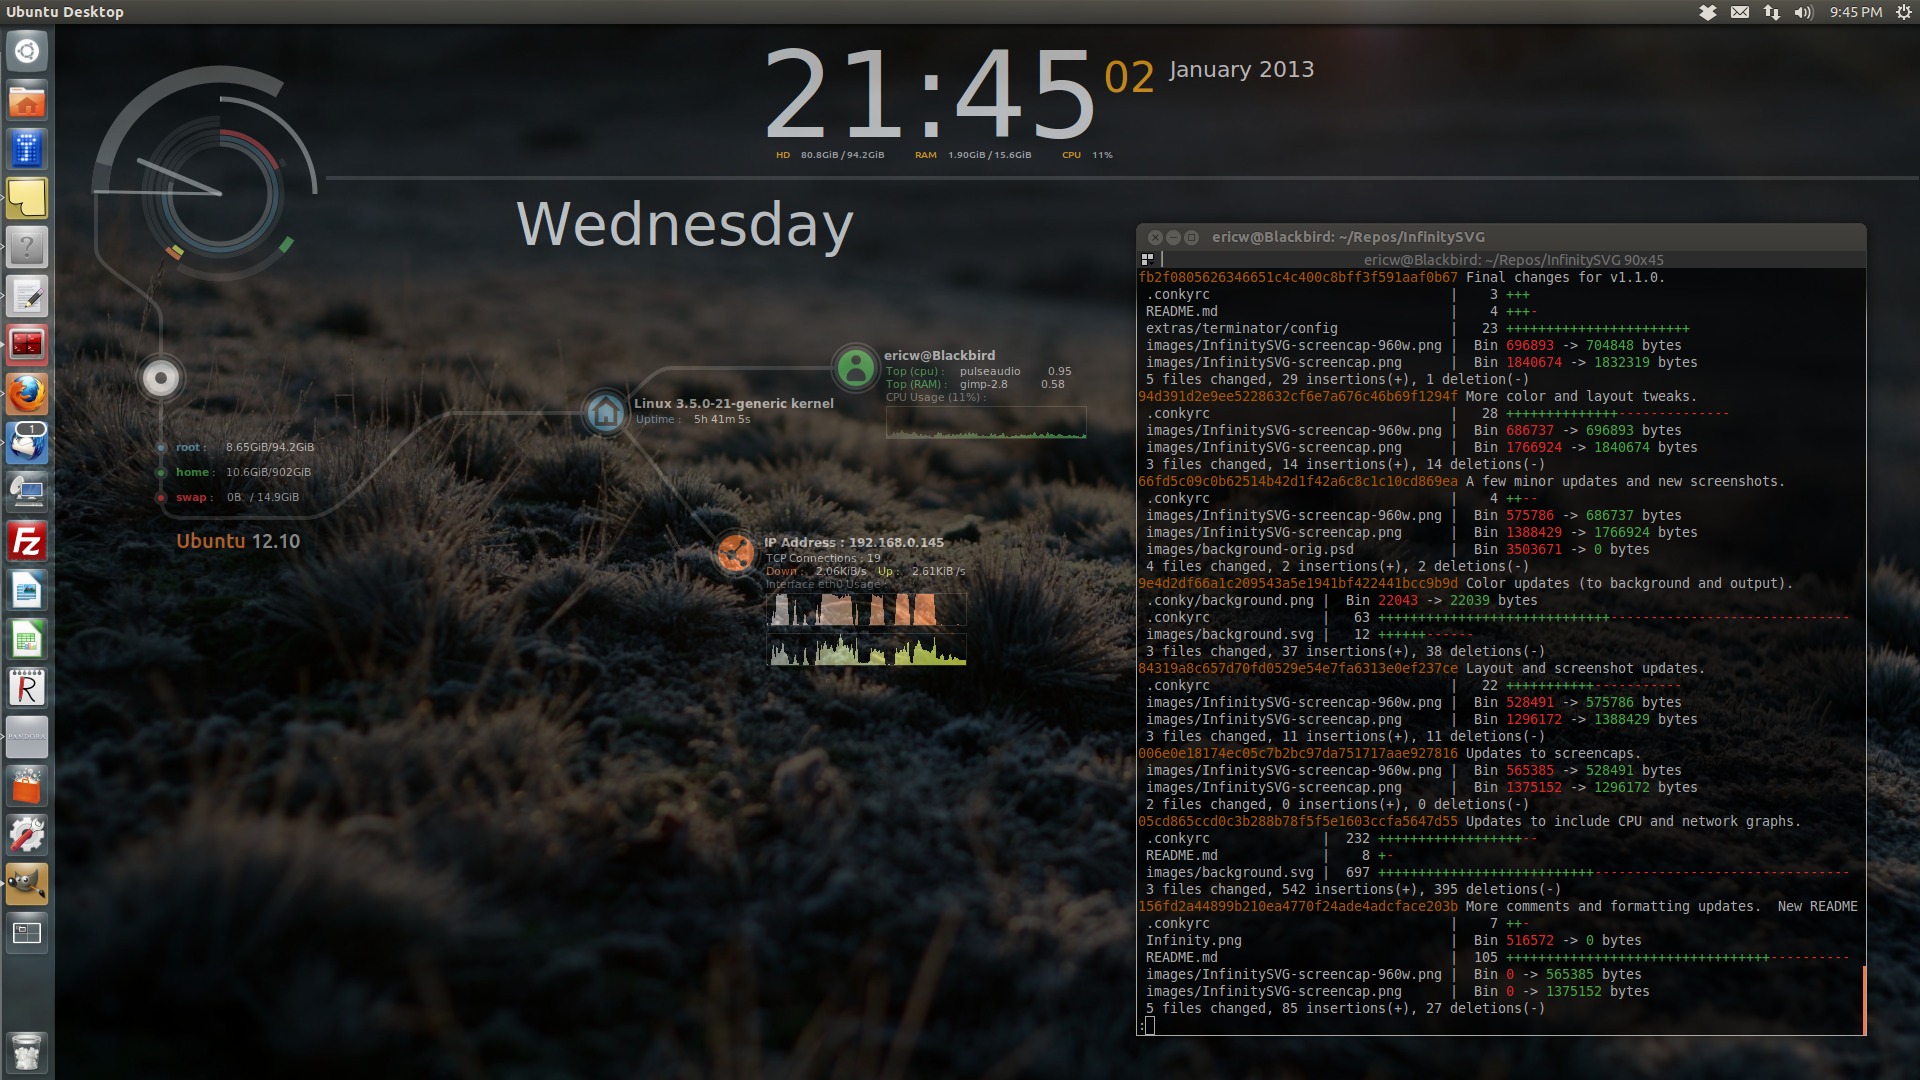 Ubuntu Desktop
9:45 PM
21:45
02
January 2013
HD 80.8GiB / 94.2GiB RAM 1.90GiB / 15.6GiB CPU 11%
Wednesday
ericw@Blackbird
Top (cpu) : pulseaudio 0.95
Top (RAM) : gimp-2.8 0.58
CPU Usage (11%) :
Linux 3.5.0-21-generic kernel
Uptime : 5h 41m 5s
root : 8.65GiB/94.2GiB
home : 10.6GiB/902GiB
swap : 0B / 14.9GiB
Ubuntu 12.10
IP Address : 192.168.0.145
TCP Connections : 19
Down : 2.06KiB/s Up : 2.61KiB /s
Interface eth0 Usage
1
PANDORA
ericw@Blackbird: ~/Repos/InfinitySVG
ericw@Blackbird: ~/Repos/InfinitySVG 90x45
fb2f0805626346651c4c400c8bff3f591aaf0b67 Final changes for v1.1.0.
.conkyrc | 3 +++
README.md | 4 +++-
extras/terminator/config | 23 +++++++++++++++++++++++
images/InfinitySVG-screencap-960w.png | Bin 696893 -> 704848 bytes
images/InfinitySVG-screencap.png | Bin 1840674 -> 1832319 bytes
5 files changed, 29 insertions(+), 1 deletion(-)
94d391d2e9ee5228632cf6e7a676c46b69f1294f More color and layout tweaks.
.conkyrc | 28 ++++++++++++++--------------
images/InfinitySVG-screencap-960w.png | Bin 686737 -> 696893 bytes
images/InfinitySVG-screencap.png | Bin 1766924 -> 1840674 bytes
3 files changed, 14 insertions(+), 14 deletions(-)
66fd5c09c0b62514b42d1f42a6c8c1c10cd869ea A few minor updates and new screenshots.
.conkyrc | 4 ++--
images/InfinitySVG-screencap-960w.png | Bin 575786 -> 686737 bytes
images/InfinitySVG-screencap.png | Bin 1388429 -> 1766924 bytes
images/background-orig.psd | Bin 3503671 -> 0 bytes
4 files changed, 2 insertions(+), 2 deletions(-)
9e4d2df66a1c209543a5e1941bf422441bcc9b9d Color updates (to background and output).
.conky/background.png | Bin 22043 -> 22039 bytes
.conkyrc | 63 +++++++++++++++++++++++++++++------------------------------
images/background.svg | 12 ++++++------
3 files changed, 37 insertions(+), 38 deletions(-)
84319a8c657d70fd0529e54e7fa6313e0ef237ce Layout and screenshot updates.
.conkyrc | 22 +++++++++++-----------
images/InfinitySVG-screencap-960w.png | Bin 528491 -> 575786 bytes
images/InfinitySVG-screencap.png | Bin 1296172 -> 1388429 bytes
3 files changed, 11 insertions(+), 11 deletions(-)
006e0e18174ec05c7b2bc97da751717aae927816 Updates to screencaps.
images/InfinitySVG-screencap-960w.png | Bin 565385 -> 528491 bytes
images/InfinitySVG-screencap.png | Bin 1375152 -> 1296172 bytes
2 files changed, 0 insertions(+), 0 deletions(-)
05cd865ccd0c3b288b78f5f5e1603ccfa5647d55 Updates to include CPU and network graphs.
.conkyrc | 232 ++++++++++++++++++--
README.md | 8 +-
images/background.svg | 697 +++++++++++++++++++++++++++--------------------------------
3 files changed, 542 insertions(+), 395 deletions(-)
156fd2a44899b210ea4770f24ade4adcface203b More comments and formatting updates.  New README
.conkyrc | 7 ++-
Infinity.png | Bin 516572 -> 0 bytes
README.md | 105 +++++++++++++++++++++++++++++++++----------
images/InfinitySVG-screencap-960w.png | Bin 0 -> 565385 bytes
images/InfinitySVG-screencap.png | Bin 0 -> 1375152 bytes
5 files changed, 85 insertions(+), 27 deletions(-)
: